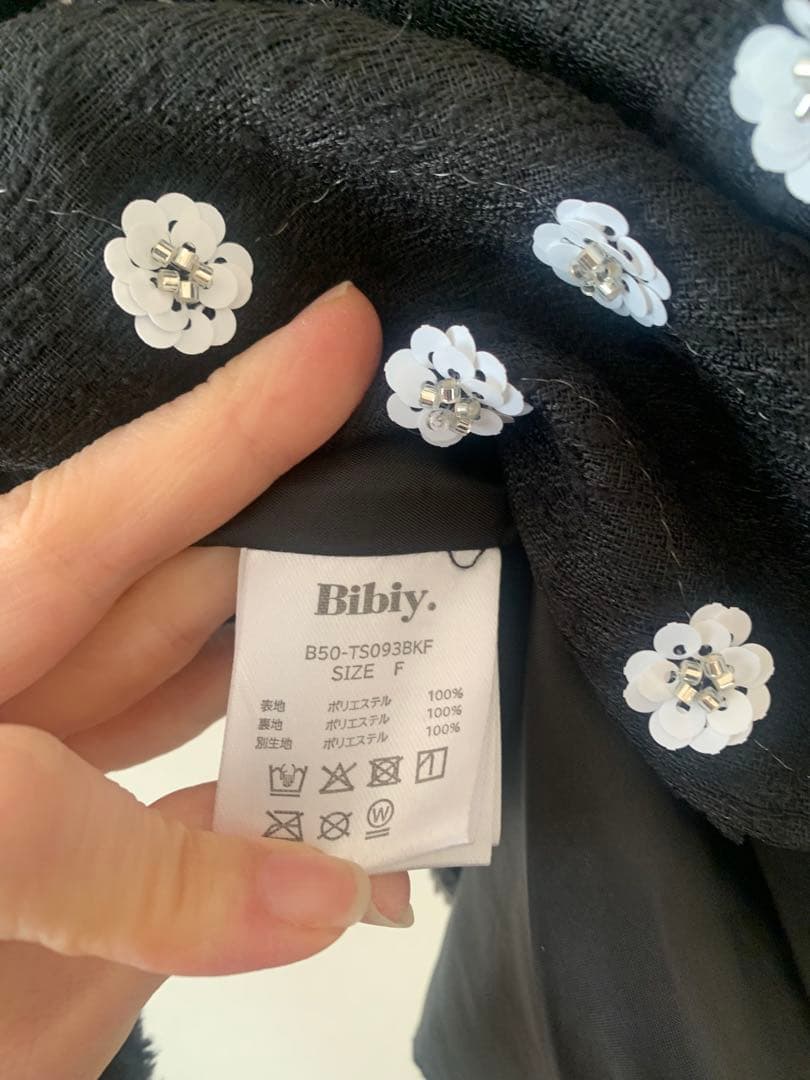 Bibiy.
B50-TS093BKF
SIZE F
表地 ポリエステル 100%
裏地 ポリエステル 100%
別生地 ポリエステル 100%
W